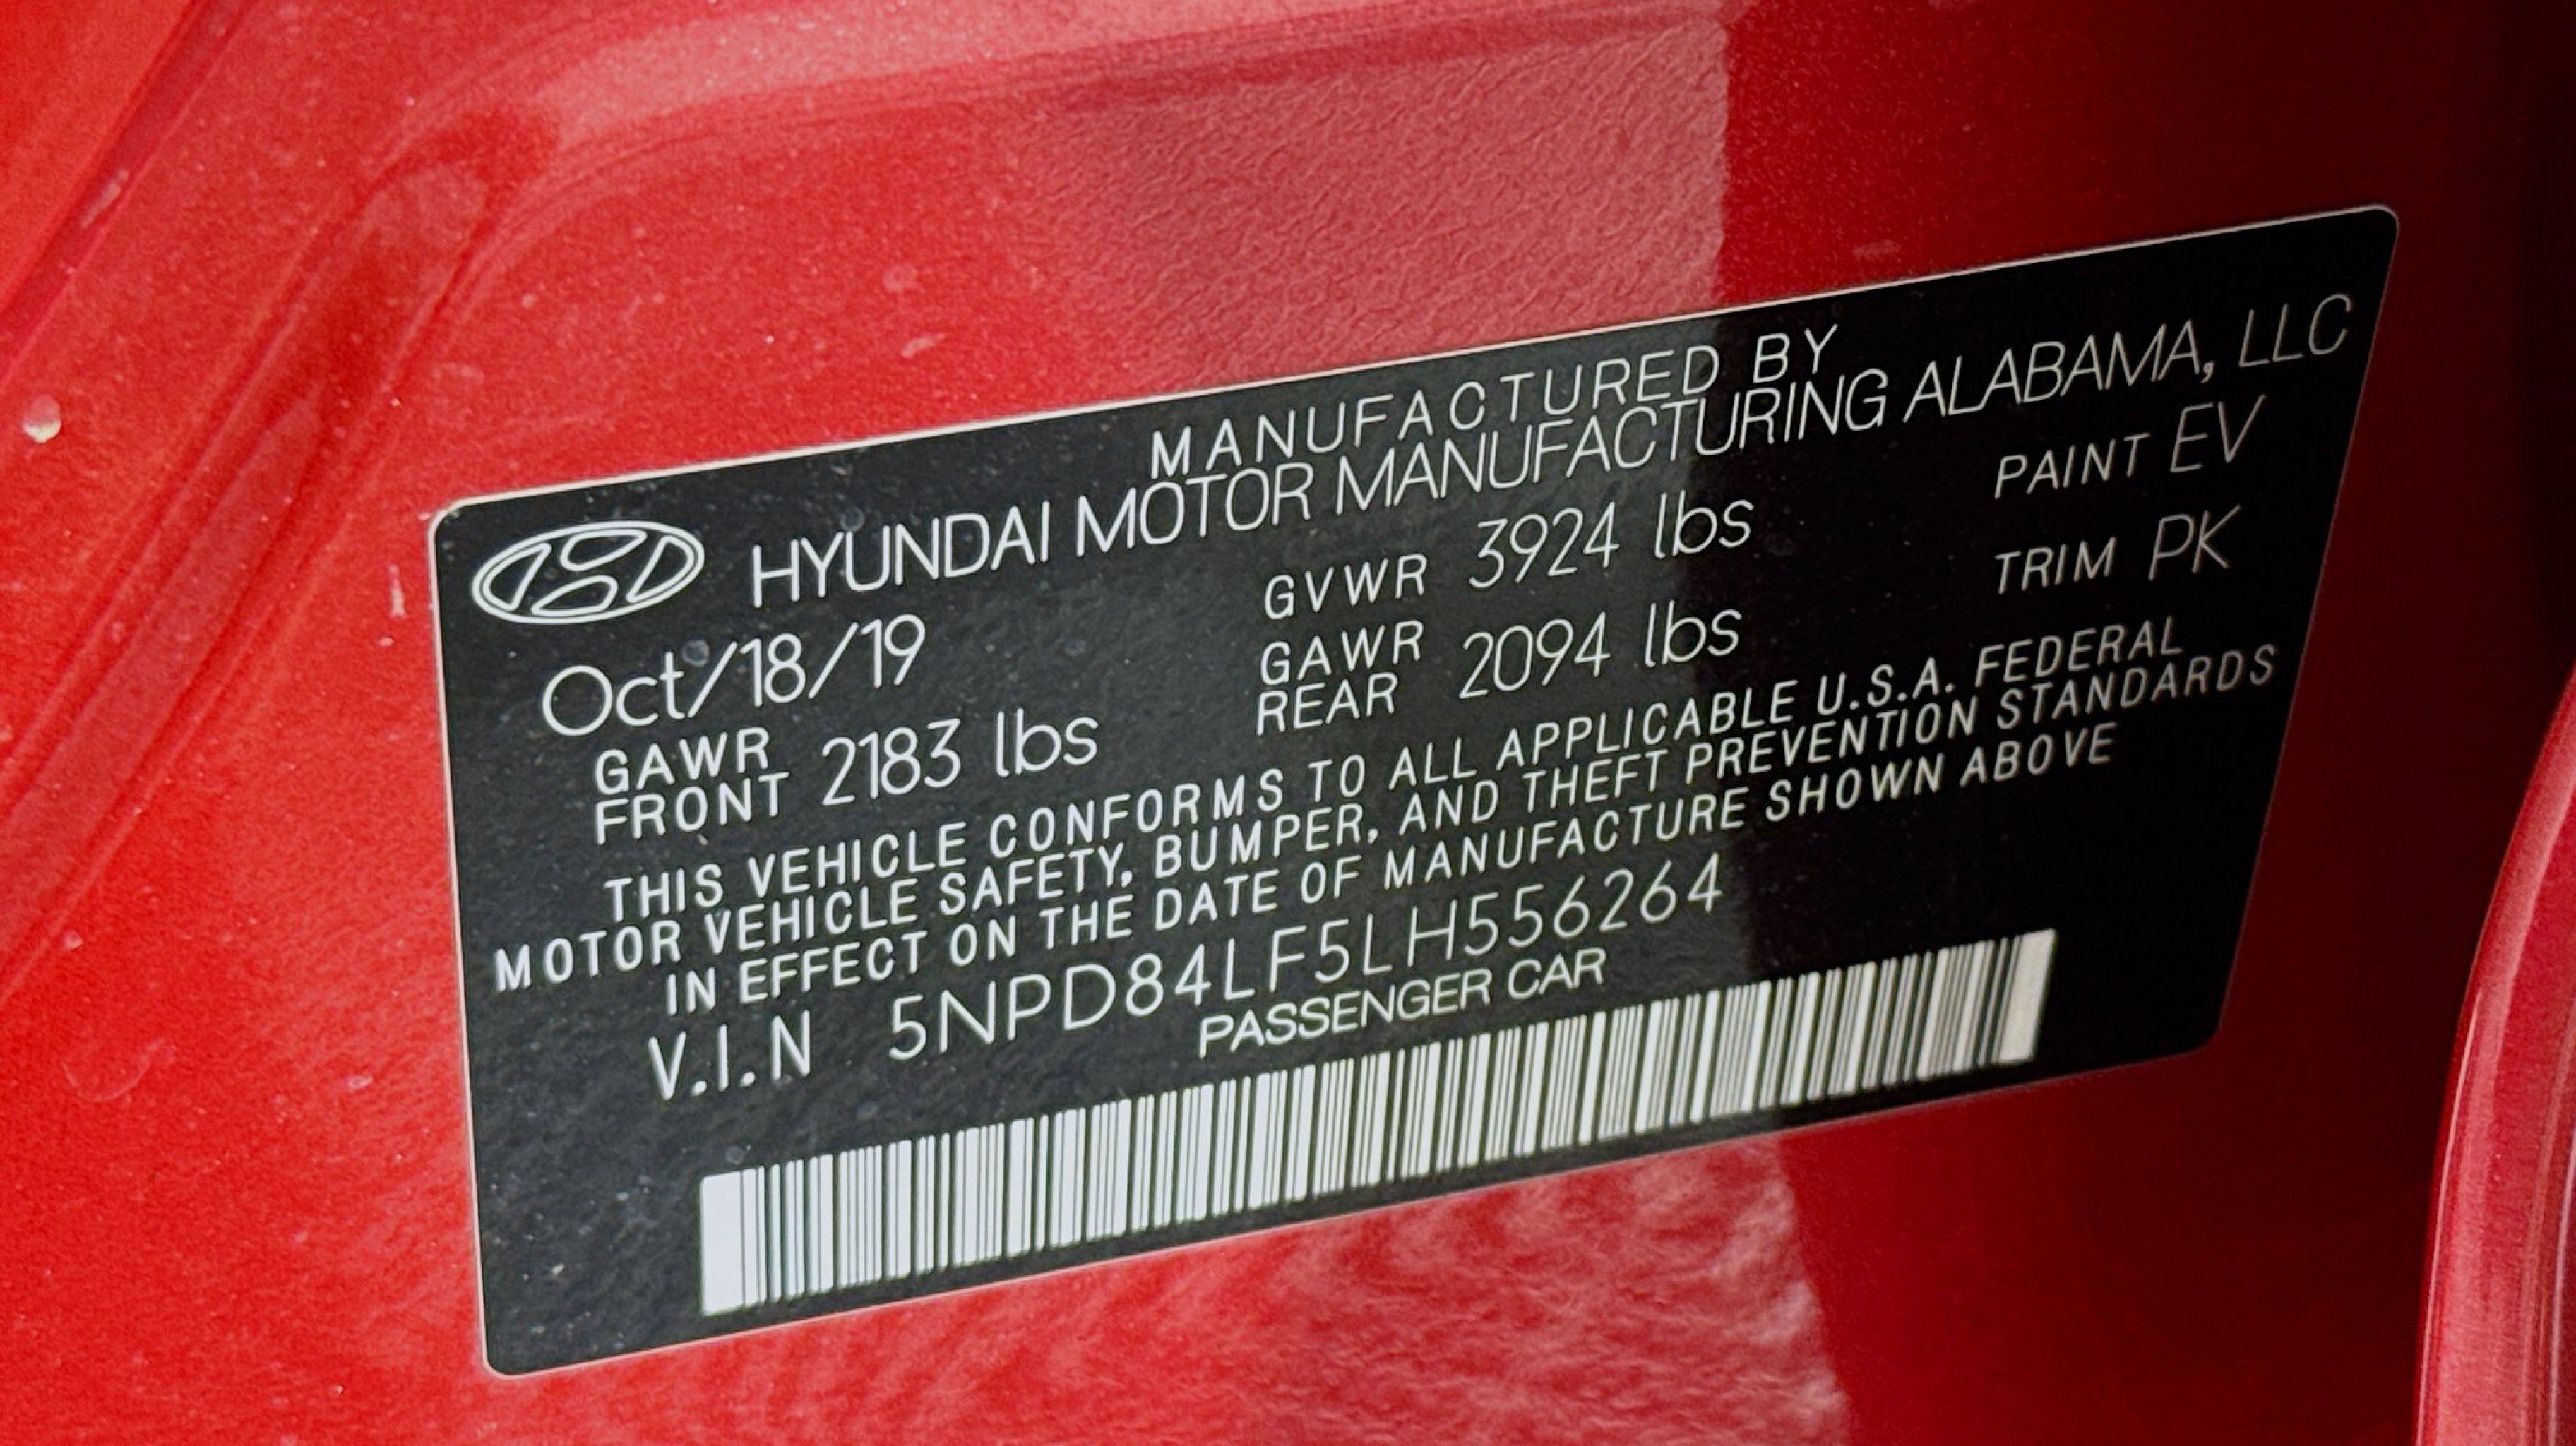 MANUFACTURED BY
HYUNDAI MOTOR MANUFACTURING ALABAMA, LLC
Oct/18/19 GVWR 3924 lbs PAINT EV
GAWR FRONT 2183 lbs GAWR REAR 2094 lbs TRIM PK
THIS VEHICLE CONFORMS TO ALL APPLICABLE U.S.A. FEDERAL
MOTOR VEHICLE SAFETY, BUMPER, AND THEFT PREVENTION STANDARDS
IN EFFECT ON THE DATE OF MANUFACTURE SHOWN ABOVE
V.I.N 5NPD84LF5LH556264
PASSENGER CAR